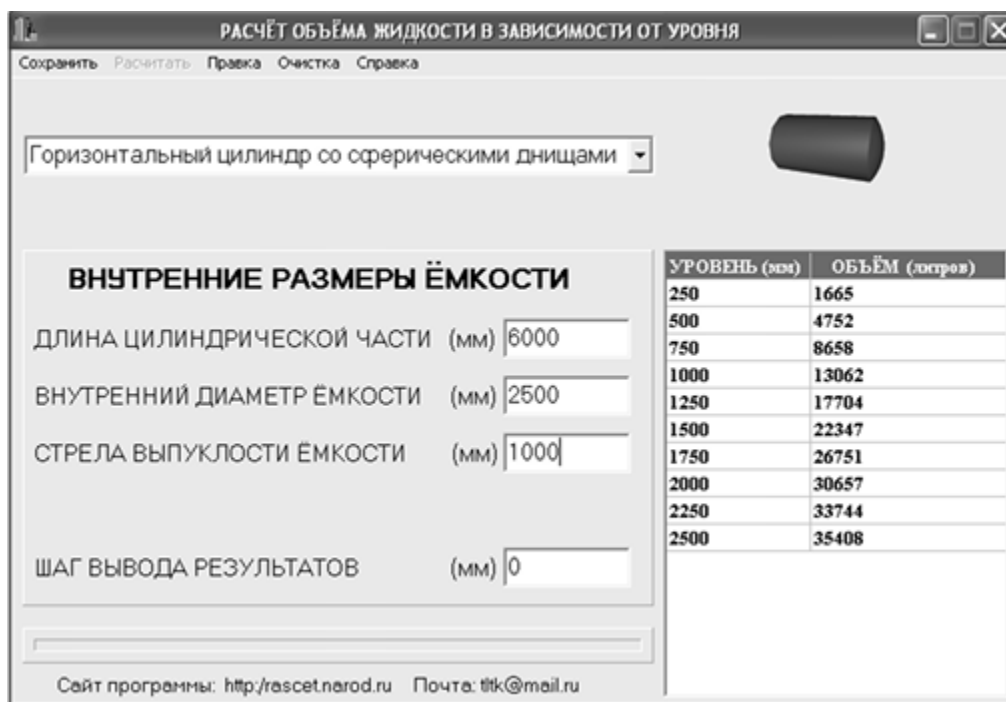 РАСЧЁТ ОБЪЁМА ЖИДКОСТИ В ЗАВИСИМОСТИ ОТ УРОВНЯ
Сохранить Расчитать Правка Очистка Справка
Горизонтальный цилиндр со сферическими днищами
ВНУТРЕННИЕ РАЗМЕРЫ ЁМКОСТИ
ДЛИНА ЦИЛИНДРИЧЕСКОЙ ЧАСТИ (мм) 6000
ВНУТРЕННИЙ ДИАМЕТР ЁМКОСТИ (мм) 2500
СТРЕЛА ВЫПУКЛОСТИ ЁМКОСТИ (мм) 1000
ШАГ ВЫВОДА РЕЗУЛЬТАТОВ (мм) 0
УРОВЕНЬ (мм) ОБЪЁМ (литров)
250 1665
500 4752
750 8658
1000 13062
1250 17704
1500 22347
1750 26751
2000 30657
2250 33744
2500 35408
Сайт программы: http:/rascet.narod.ru Почта: tltk@mail.ru